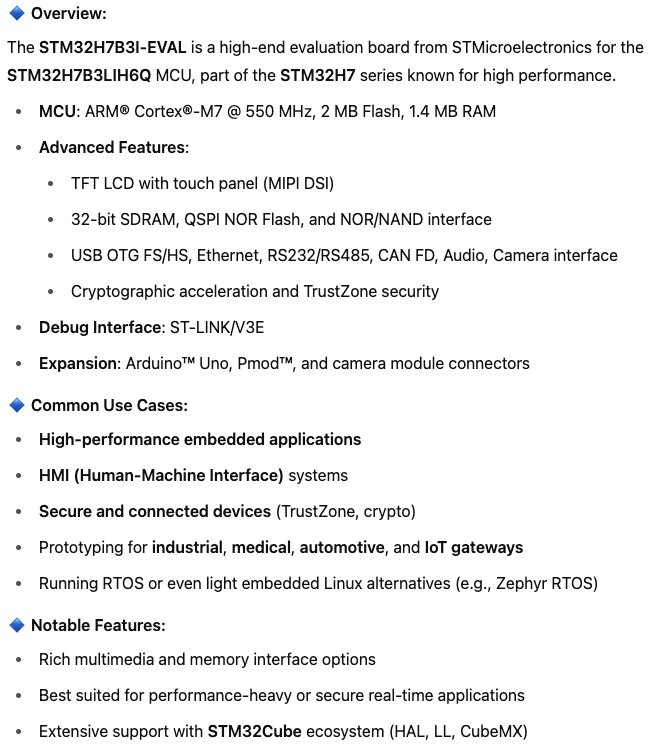 Overview:
The STM32H7B3I-EVAL is a high-end evaluation board from STMicroelectronics for the
STM32H7B3LIH6Q MCU, part of the STM32H7 series known for high performance.
• MCU: ARM® Cortex®-M7 @ 550 MHz, 2 MB Flash, 1.4 MB RAM
• Advanced Features:
• TFT LCD with touch panel (MIPI DSI)
• 32-bit SDRAM, QSPI NOR Flash, and NOR/NAND interface
• USB OTG FS/HS, Ethernet, RS232/RS485, CAN FD, Audio, Camera interface
• Cryptographic acceleration and TrustZone security
• Debug Interface: ST-LINK/V3E
• Expansion: Arduino™ Uno, Pmod™, and camera module connectors
Common Use Cases:
• High-performance embedded applications
• HMI (Human-Machine Interface) systems
• Secure and connected devices (TrustZone, crypto)
• Prototyping for industrial, medical, automotive, and IoT gateways
• Running RTOS or even light embedded Linux alternatives (e.g., Zephyr RTOS)
Notable Features:
• Rich multimedia and memory interface options
• Best suited for performance-heavy or secure real-time applications
• Extensive support with STM32Cube ecosystem (HAL, LL, CubeMX)